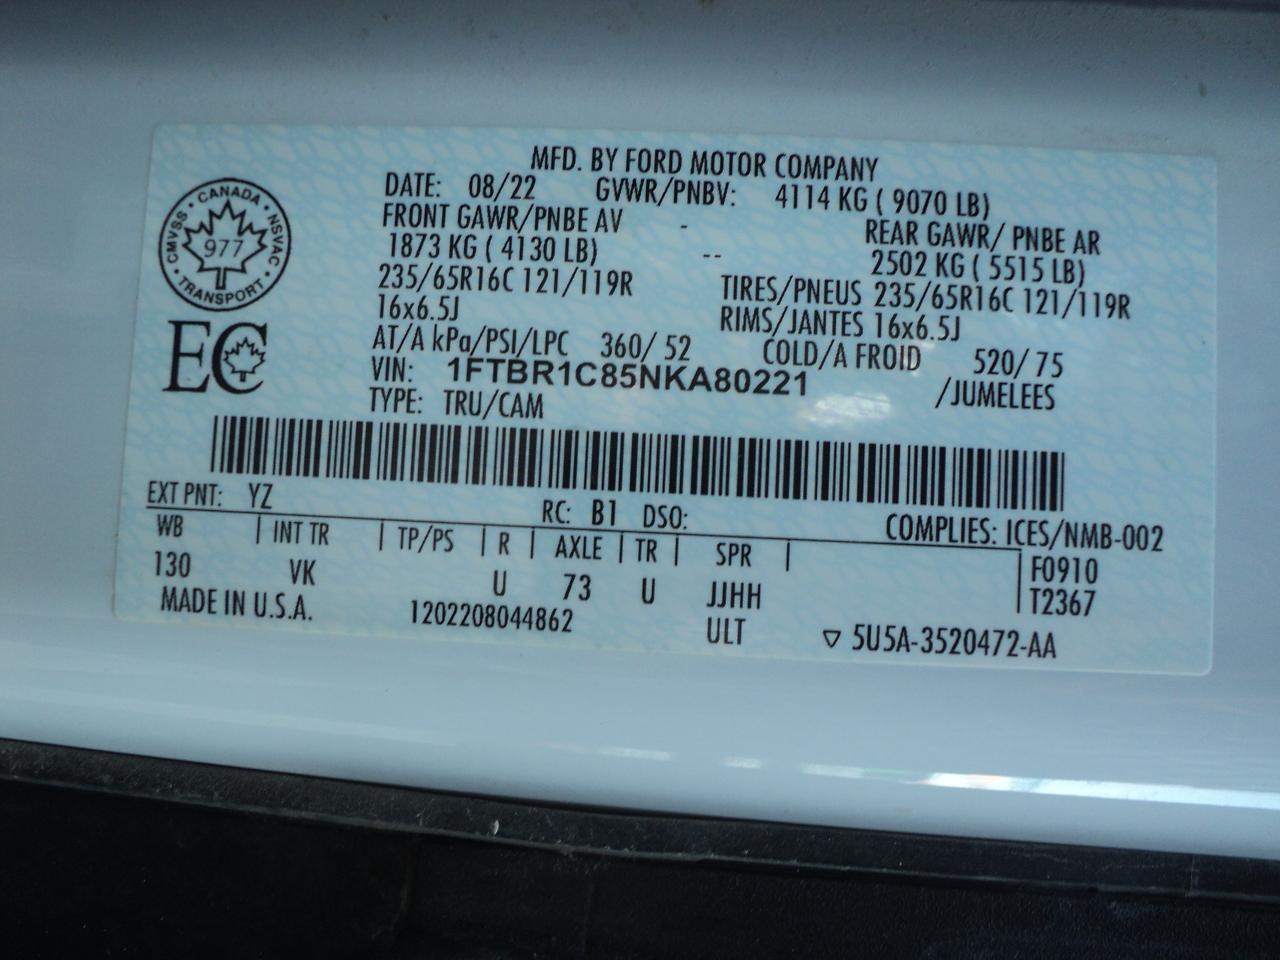 MFD. BY FORD MOTOR COMPANY
DATE: 08/22 GVWR/PNBV: 4114 KG ( 9070 LB)
FRONT GAWR/PNBE AV - REAR GAWR/ PNBE AR
1873 KG ( 4130 LB) -- 2502 KG ( 5515 LB)
235/65R16C 121/119R TIRES/PNEUS 235/65R16C 121/119R
16x6.5J RIMS/JANTES 16x6.5J
AT/A kPa/PSI/LPC 360/ 52 COLD/A FROID 520/ 75
VIN: 1FTBR1C85NKA80221 /JUMELEES
TYPE: TRU/CAM
CANADA
CMVSS 977 NSVAC
TRANSPORT
EC
EXT PNT: YZ RC: B1 DSO: COMPLIES: ICES/NMB-002
WB INT TR TP/PS R AXLE TR SPR F0910
130 VK U 73 U JJHH T2367
MADE IN U.S.A. 1202208044862 ULT ▽ 5U5A-3520472-AA